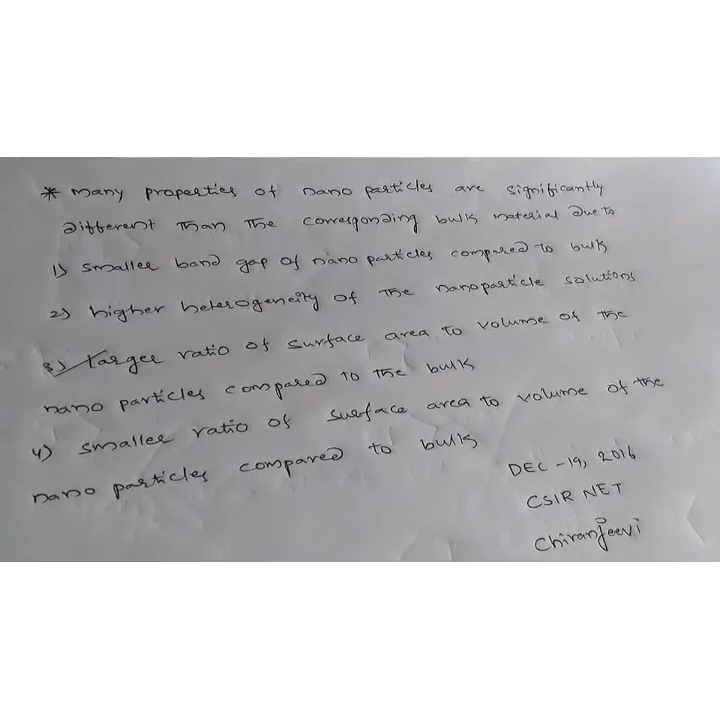 * many properties of nano particles are significantly
different Than The corresponding bulk material Due to
1) smaller band gap of nano particles compared to bulk
2) higher heterogeneity of The nanoparticle solutions
3) Larger ratio of surface area to volume of The
nano particles compared to The bulk
4) smaller ratio of surface area to volume of the
nano particles compared to bulk
DEC-19, 2016
CSIR NET
Chiranjeevi